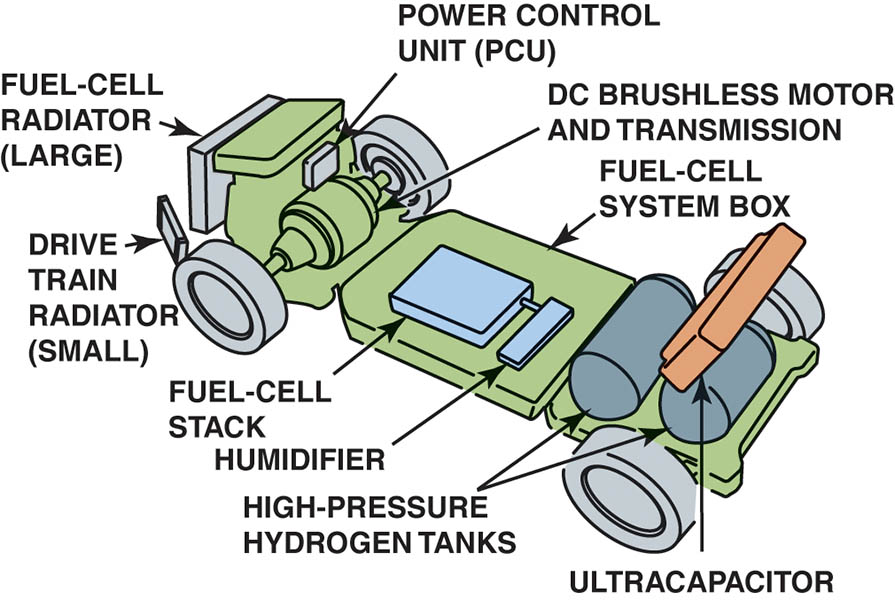 POWER CONTROL
UNIT (PCU)
FUEL-CELL
RADIATOR
(LARGE)
DC BRUSHLESS MOTOR
AND TRANSMISSION
FUEL-CELL
SYSTEM BOX
DRIVE
TRAIN
RADIATOR
(SMALL)
FUEL-CELL
STACK
HUMIDIFIER
HIGH-PRESSURE
HYDROGEN TANKS
ULTRACAPACITOR